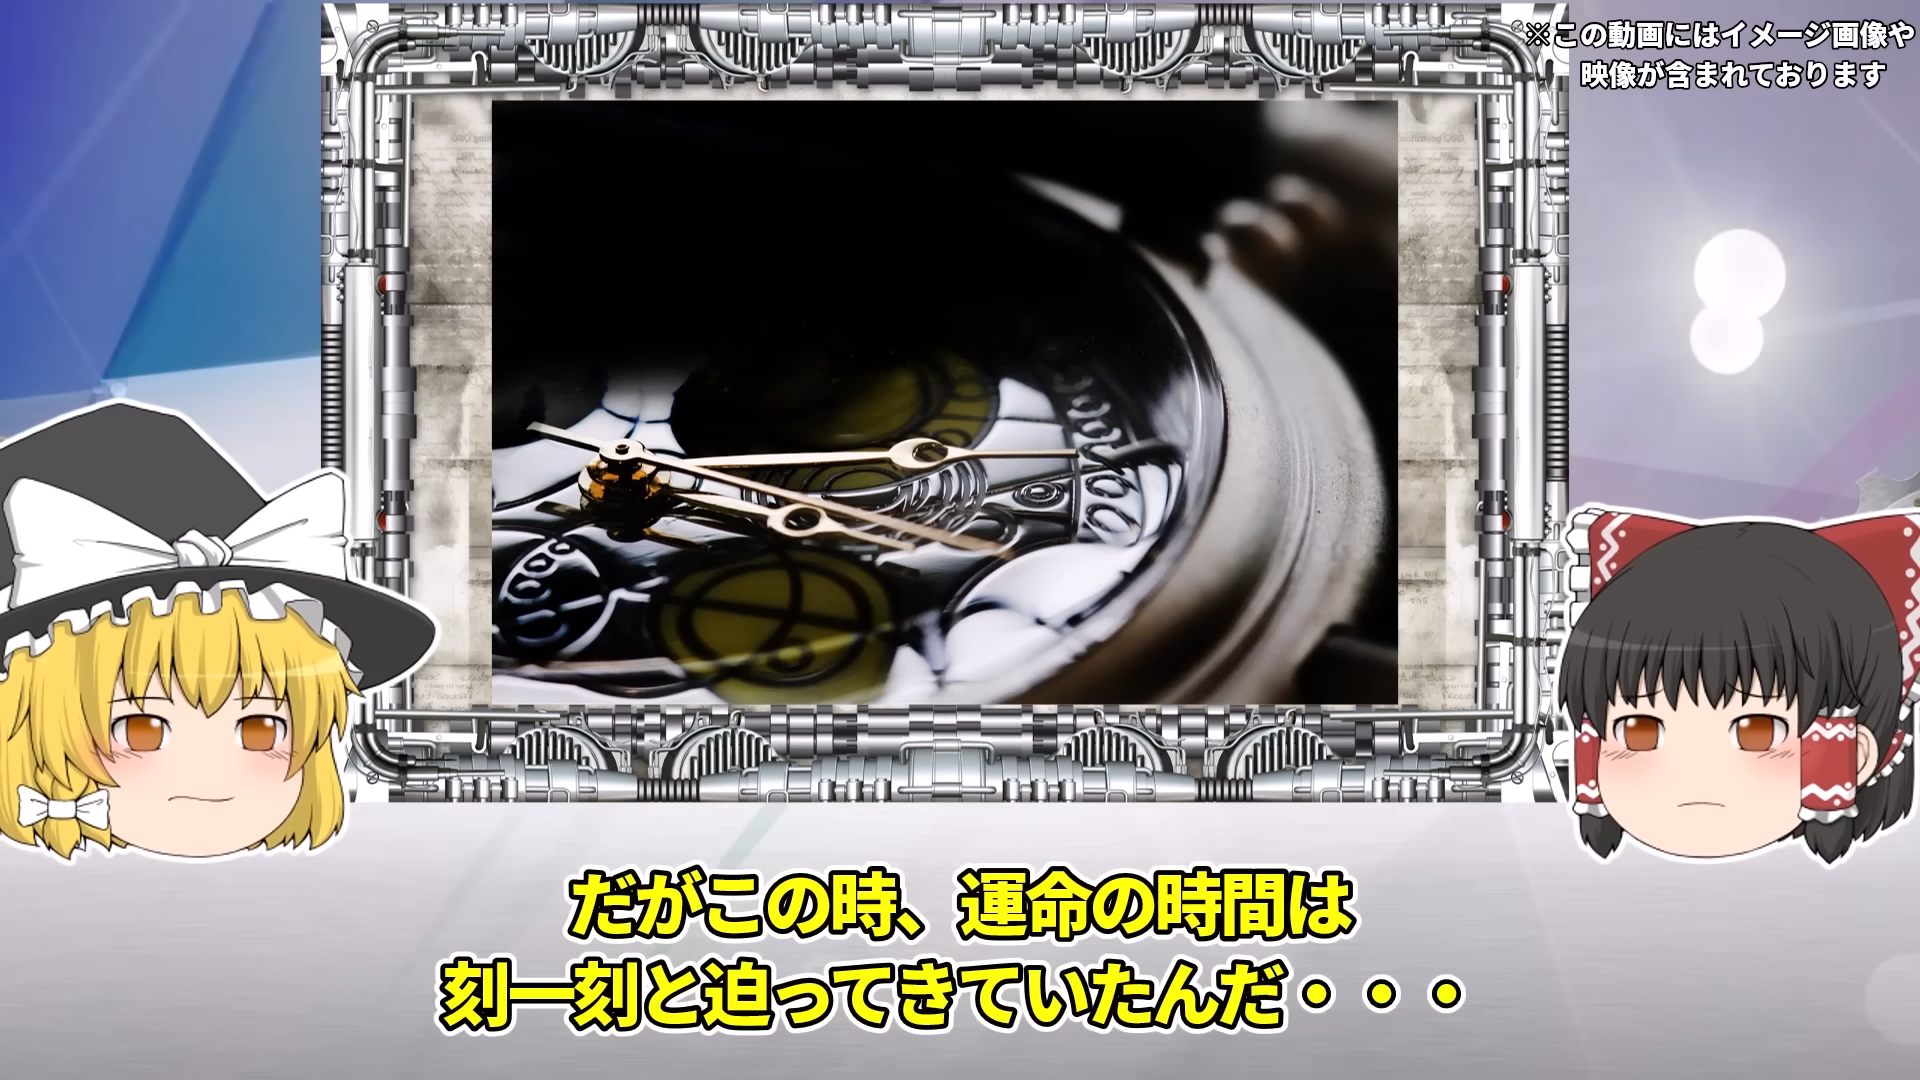 ※この動画にはイメージ画像や
映像が含まれております
だがこの時、運命の時間は
刻一刻と迫ってきていたんだ・・・